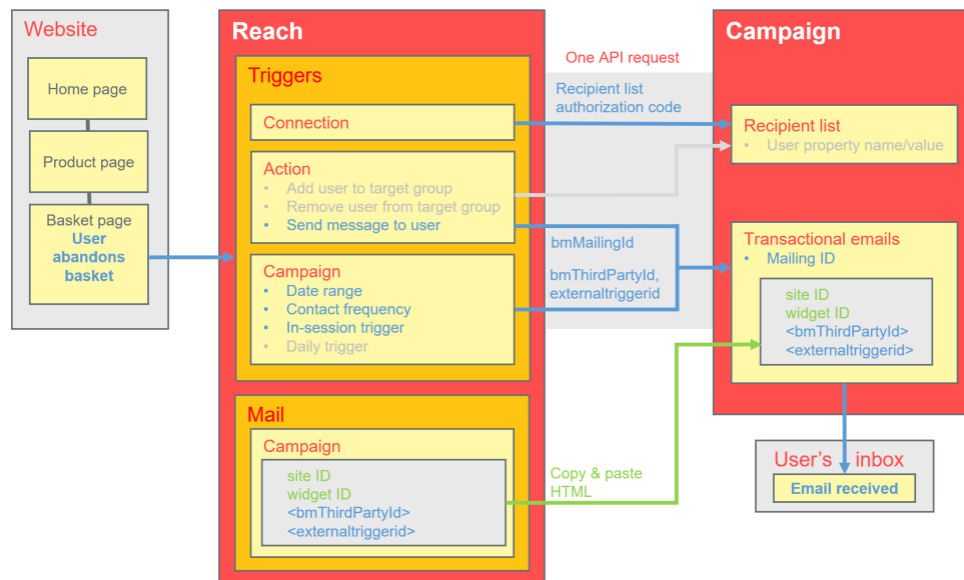 Website
Home page
Product page
Basket page
User
abandons
basket
Reach
Triggers
Connection
Action
• Add user to target group
• Remove user from target group
• Send message to user
Campaign
• Date range
• Contact frequency
• In-session trigger
• Daily trigger
Mail
Campaign
site ID
widget ID
<bmThirdPartyId>
<externaltriggerid>
One API request
Recipient list
authorization code
bmMailingId
bmThirdPartyId,
externaltriggerid
Copy & paste
HTML
Campaign
Recipient list
• User property name/value
Transactional emails
• Mailing ID
site ID
widget ID
<bmThirdPartyId>
<externaltriggerid>
User's inbox
Email received